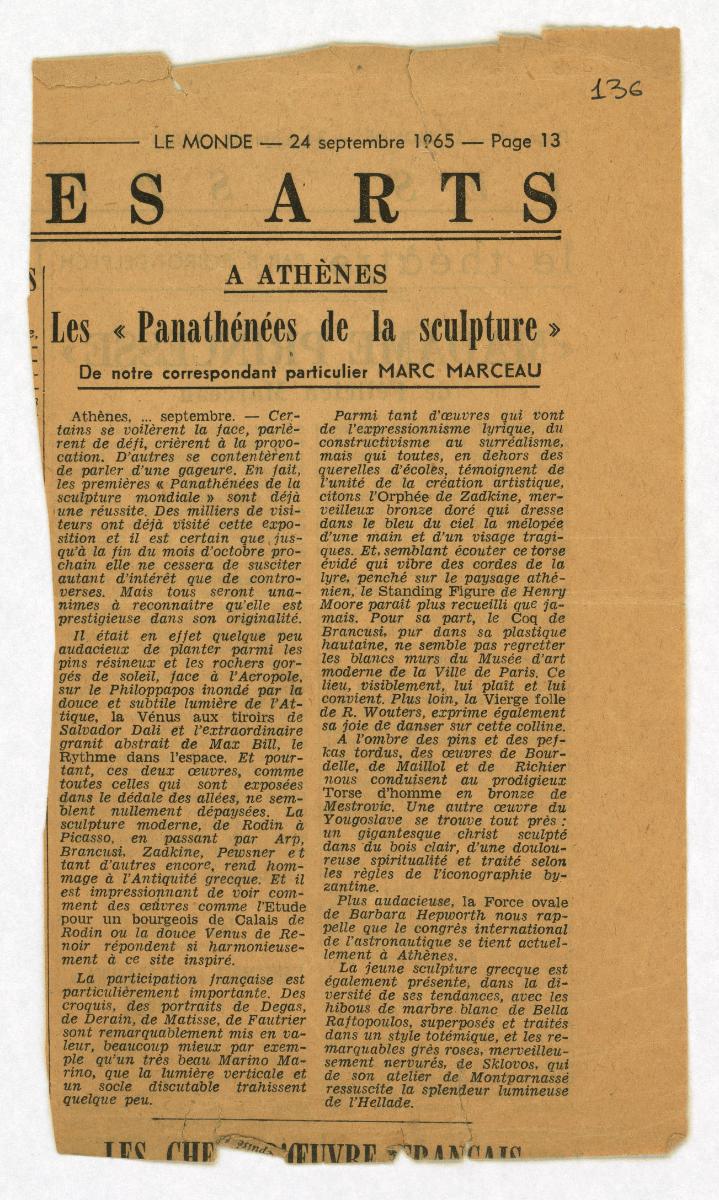 136
LE MONDE — 24 septembre 1965 — Page 13
ES ARTS
A ATHÈNES
Les « Panathénées de la sculpture »
De notre correspondant particulier MARC MARCEAU
Athènes, ... septembre. — Cer-
tains se voilèrent la face, parlè-
rent de défi, crièrent à la provo-
cation. D'autres se contentèrent
de parler d'une gageure. En fait,
les premières « Panathénées de la
sculpture mondiale » sont déjà
une réussite. Des milliers de visi-
teurs ont déjà visité cette expo-
sition et il est certain que jus-
qu'à la fin du mois d'octobre pro-
chain elle ne cessera de susciter
autant d'intérêt que de contro-
verses. Mais tous seront una-
nimes à reconnaître qu'elle est
prestigieuse dans son originalité.
Il était en effet quelque peu
audacieux de planter parmi les
pins résineux et les rochers gor-
gés de soleil, face à l'Acropole,
sur le Philoppapos inondé par la
douce et subtile lumière de l'At-
tique, la Vénus aux tiroirs de
Salvador Dali et l'extraordinaire
granit abstrait de Max Bill, le
Rythme dans l'espace. Et pour-
tant, ces deux œuvres, comme
toutes celles qui sont exposées
dans le dédale des allées, ne sem-
blent nullement dépaysées. La
sculpture moderne, de Rodin à
Picasso, en passant par Arp,
Brancusi, Zadkine, Pewsner et
tant d'autres encore, rend hom-
mage à l'Antiquité grecque. Et il
est impressionnant de voir com-
ment des œuvres comme l'Etude
pour un bourgeois de Calais de
Rodin ou la douce Venus de Re-
noir répondent si harmonieuse-
ment à ce site inspiré.
La participation française est
particulièrement importante. Des
croquis, des portraits de Degas,
de Derain, de Matisse, de Fautrier
sont remarquablement mis en va-
leur, beaucoup mieux par exem-
ple qu'un très beau Marino Ma-
rino, que la lumière verticale et
un socle discutable trahissent
quelque peu.
Parmi tant d'œuvres qui vont
de l'expressionnisme lyrique, du
constructivisme au surréalisme,
mais qui toutes, en dehors des
querelles d'écoles, témoignent de
l'unité de la création artistique,
citons l'Orphée de Zadkine, mer-
veilleux bronze doré qui dresse
dans le bleu du ciel la mélopée
d'une main et d'un visage tragi-
ques. Et, semblant écouter ce torse
évidé qui vibre des cordes de la
lyre, penché sur le paysage athé-
nien, le Standing Figure de Henry
Moore paraît plus recueilli que ja-
mais. Pour sa part, le Coq de
Brancusi, pur dans sa plastique
hautaine, ne semble pas regretter
les blancs murs du Musée d'art
moderne de la Ville de Paris. Ce
lieu, visiblement, lui plaît et lui
convient. Plus loin, la Vierge folle
de R. Wouters, exprime également
sa joie de danser sur cette colline.
A l'ombre des pins et des pef-
kas tordus, des œuvres de Bour-
delle, de Maillol et de Richier
nous conduisent au prodigieux
Torse d'homme en bronze de
Mestrovic. Une autre œuvre du
Yougoslave se trouve tout près :
un gigantesque christ sculpté
dans du bois clair, d'une doulou-
reuse spiritualité et traité selon
les règles de l'iconographie by-
zantine.
Plus audacieuse, la Force ovale
de Barbara Hepworth nous rap-
pelle que le congrès international
de l'astronautique se tient actuel-
lement à Athènes.
La jeune sculpture grecque est
également présente, dans la di-
versité de ses tendances, avec les
hibous de marbre blanc de Bella
Raftopoulos, superposés et traités
dans un style totémique, et les re-
marquables grès roses, merveilleu-
sement nervurés, de Sklovos, qui
de son atelier de Montparnasse
ressuscite la splendeur lumineuse
de l'Hellade.
LES CHE ŒUVRE FRANÇAIS